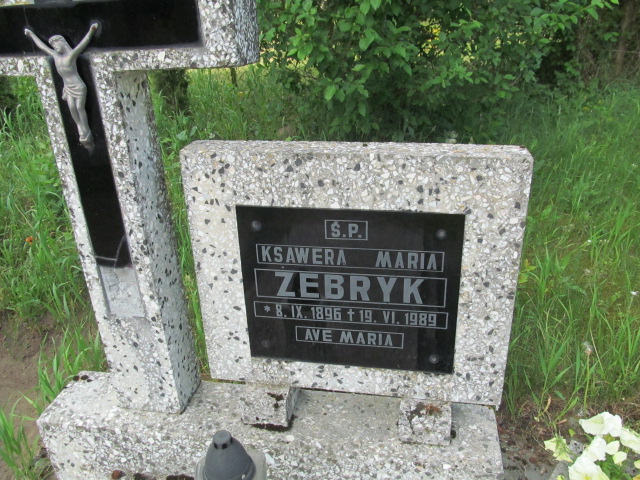 Ś.P.
KSAWERA MARIA
ZEBRYK
* 8. IX. 1896 † 19. VI. 1989
AVE MARIA